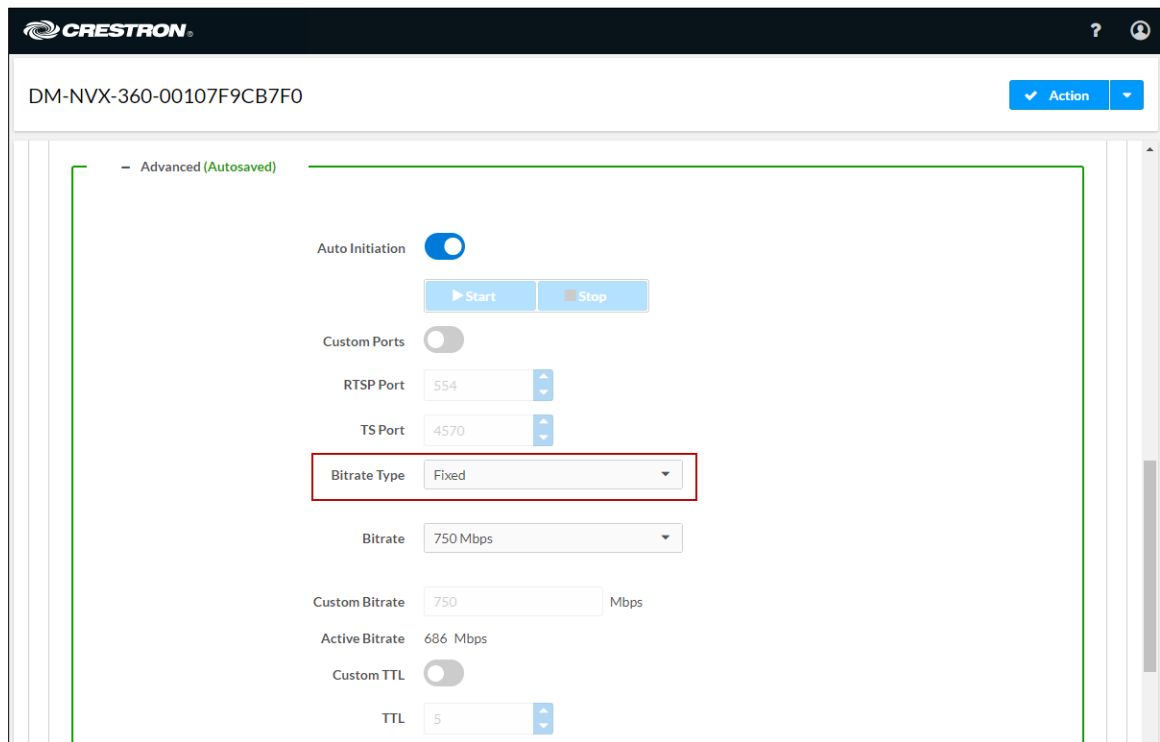 CRESTRON®
?
DM-NVX-360-00107F9CB7F0
Action
– Advanced (Autosaved)
Auto Initiation
Start Stop
Custom Ports
RTSP Port 554
TS Port 4570
Bitrate Type Fixed
Bitrate 750 Mbps
Custom Bitrate 750 Mbps
Active Bitrate 686 Mbps
Custom TTL
TTL 5